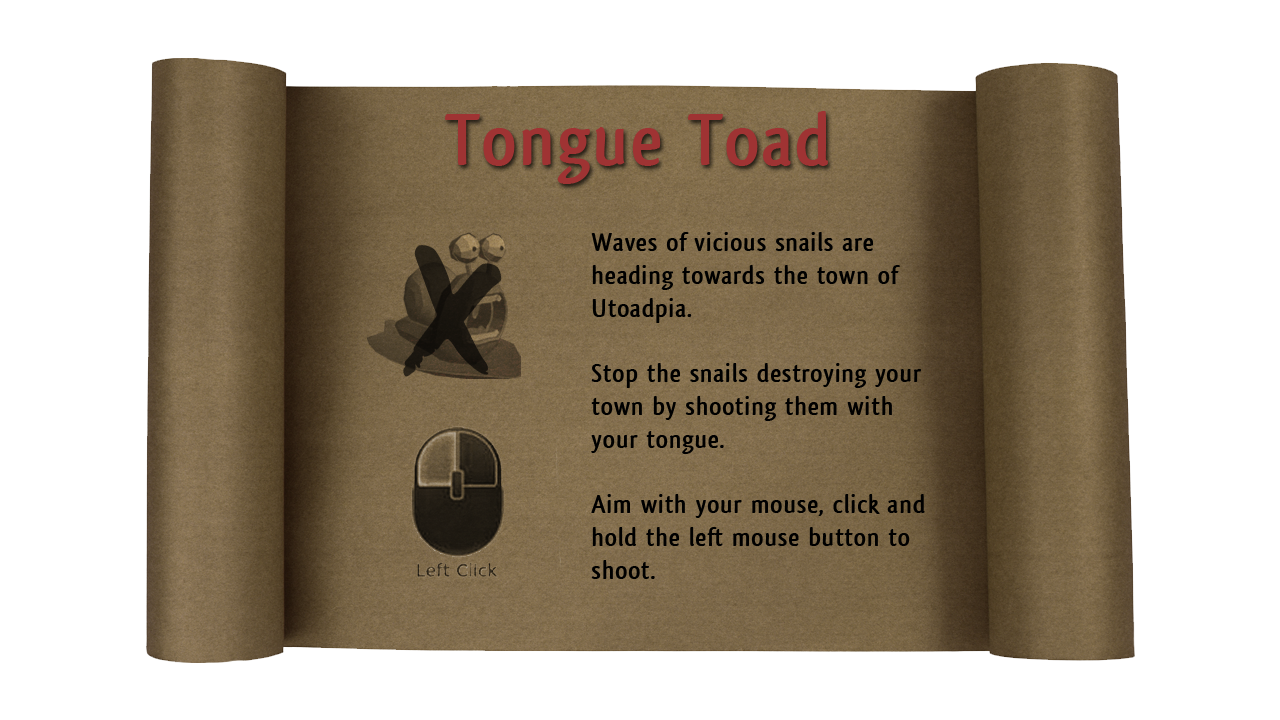 Tongue Toad
Waves of vicious snails are
heading towards the town of
Utoadpia.
Stop the snails destroying your
town by shooting them with
your tongue.
Aim with your mouse, click and
hold the left mouse button to
shoot.
Left Click